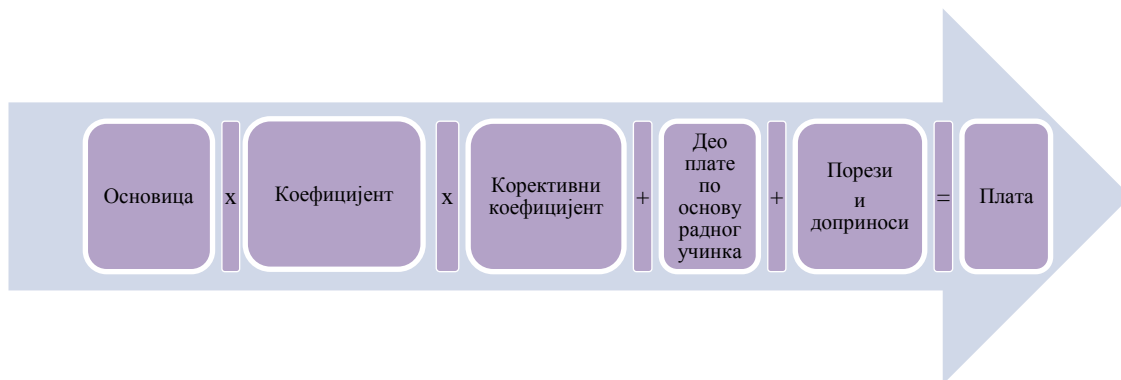 Основица
х
Коефицијент
х
Корективни
коефицијент
+
Део
плате
по
основу
радног
учинка
+
Порези
и
доприноси
=
Плата